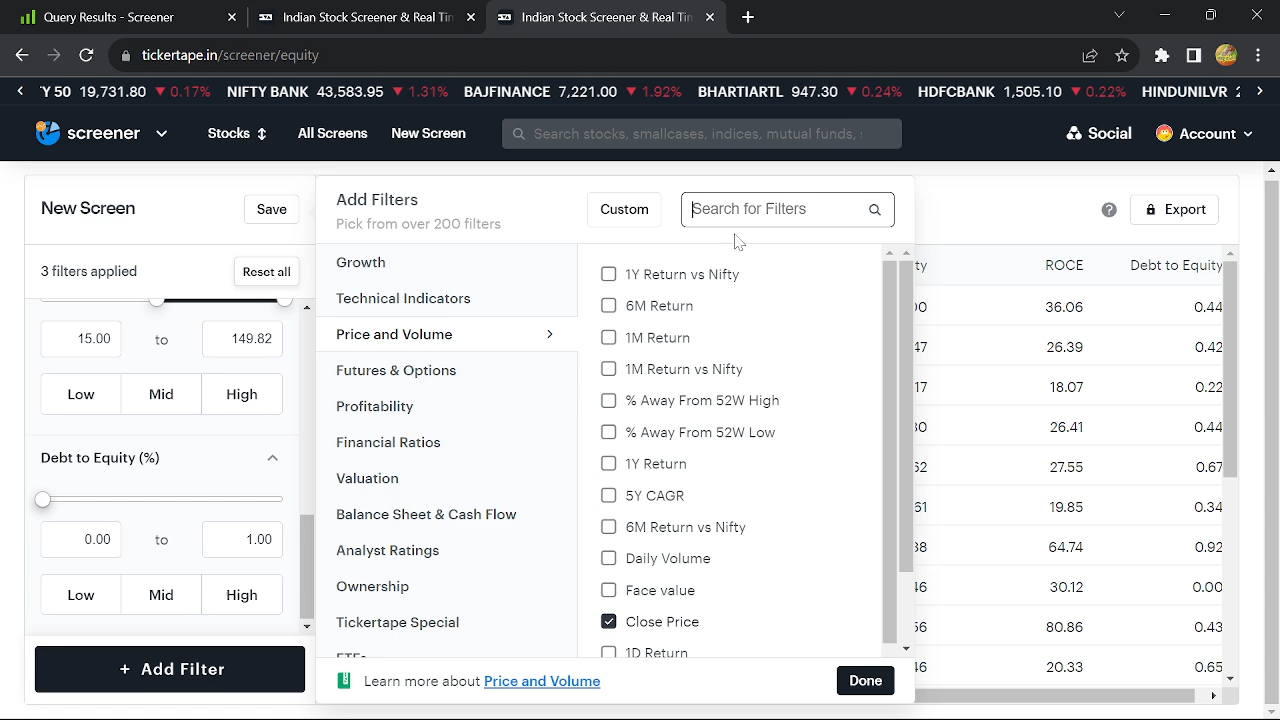 Query Results - Screener
Indian Stock Screener & Real Tin
Indian Stock Screener & Real Tin
tickertape.in/screener/equity
Y 50 19,731.80 ▼ 0.17% NIFTY BANK 43,583.95 ▼ 1.31% BAJFINANCE 7,221.00 ▼ 1.92% BHARTIARTL 947.30 ▼ 0.24% HDFCBANK 1,505.10 ▼ 0.22% HINDUNILVR
screener Stocks All Screens New Screen Search stocks, smallcases, indices, mutual funds, Social Account
New Screen Save
3 filters applied Reset all
15.00 to 149.82
Low Mid High
Debt to Equity (%)
0.00 to 1.00
Low Mid High
+ Add Filter
Add Filters
Pick from over 200 filters
Custom Search for Filters
Growth
Technical Indicators
Price and Volume
Futures & Options
Profitability
Financial Ratios
Valuation
Balance Sheet & Cash Flow
Analyst Ratings
Ownership
Tickertape Special
1Y Return vs Nifty
6M Return
1M Return
1M Return vs Nifty
% Away From 52W High
% Away From 52W Low
1Y Return
5Y CAGR
6M Return vs Nifty
Daily Volume
Face value
Close Price
1D Return
Learn more about Price and Volume Done
Export
ty ROCE Debt to Equity
36.06 0.44
47 26.39 0.42
17 18.07 0.22
26.41 0.44
52 27.55 0.67
61 19.85 0.34
38 64.74 0.92
46 30.12 0.00
56 80.86 0.43
46 20.33 0.65